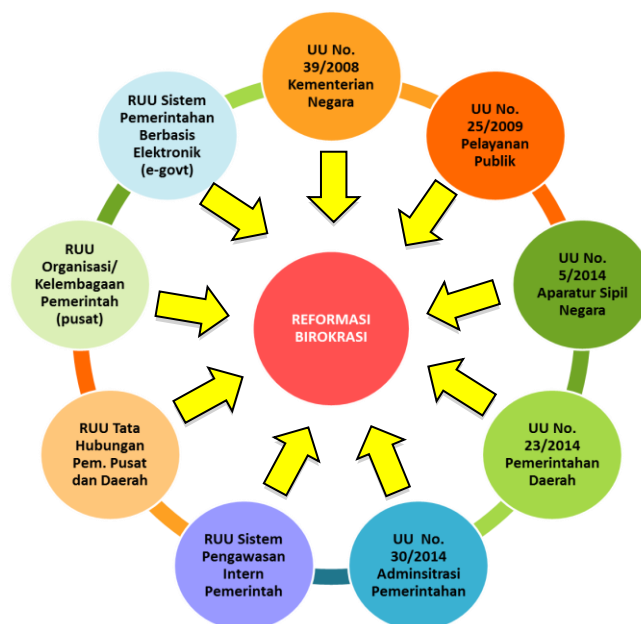 UU No.
39/2008
Kementerian
Negara
UU No.
25/2009
Pelayanan
Publik
UU No.
5/2014
Aparatur Sipil
Negara
UU No.
23/2014
Pemerintahan
Daerah
UU  No.
30/2014
Adminsitrasi
Pemerintahan
RUU Sistem
Pengawasan
Intern
Pemerintah
RUU Tata
Hubungan
Pem. Pusat
dan Daerah
RUU
Organisasi/
Kelembagaan
Pemerintah
(pusat)
RUU Sistem
Pemerintahan
Berbasis
Elektronik
(e-govt)
REFORMASI
BIROKRASI